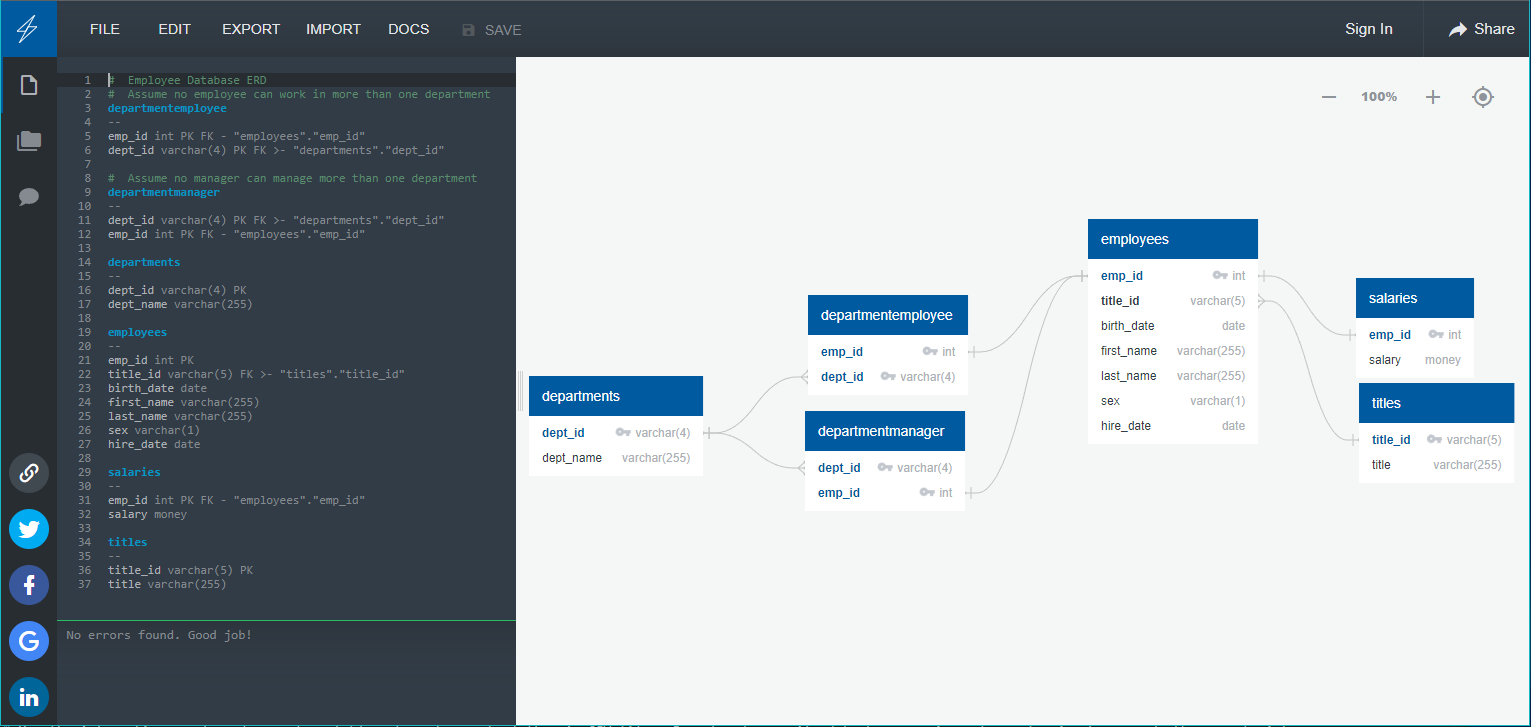 FILE EDIT EXPORT IMPORT DOCS SAVE Sign In Share
1 # Employee Database ERD
2 # Assume no employee can work in more than one department
3 departmentemployee
4 --
5 emp_id int PK FK - "employees"."emp_id"
6 dept_id varchar(4) PK FK >- "departments"."dept_id"
7
8 # Assume no manager can manage more than one department
9 departmentmanager
10 --
11 dept_id varchar(4) PK FK >- "departments"."dept_id"
12 emp_id int PK FK - "employees"."emp_id"
13
14 departments
15 --
16 dept_id varchar(4) PK
17 dept_name varchar(255)
18
19 employees
20 --
21 emp_id int PK
22 title_id varchar(5) FK >- "titles"."title_id"
23 birth_date date
24 first_name varchar(255)
25 last_name varchar(255)
26 sex varchar(1)
27 hire_date date
28
29 salaries
30 --
31 emp_id int PK FK - "employees"."emp_id"
32 salary money
33
34 titles
35 --
36 title_id varchar(5) PK
37 title varchar(255)
No errors found. Good job!
100%
departments
dept_id varchar(4)
dept_name varchar(255)
departmentemployee
emp_id int
dept_id varchar(4)
departmentmanager
dept_id varchar(4)
emp_id int
employees
emp_id int
title_id varchar(5)
birth_date date
first_name varchar(255)
last_name varchar(255)
sex varchar(1)
hire_date date
salaries
emp_id int
salary money
titles
title_id varchar(5)
title varchar(255)